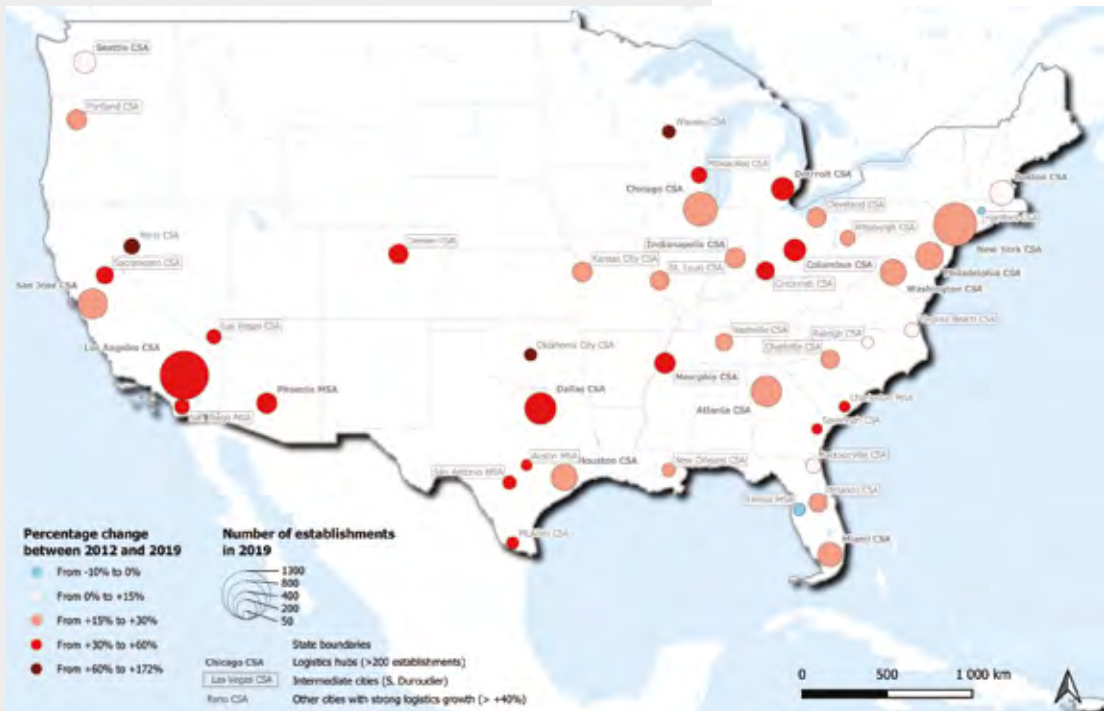 Seattle CSA
Portland CSA
Wausau CSA
Milwaukee CSA
Detroit CSA
Boston CSA
Chicago CSA
Cleveland CSA
Pittsburgh CSA
Hartford CSA
Reno CSA
Denver CSA
Indianapolis CSA
New York CSA
Sacramento CSA
Kansas City CSA
St. Louis CSA
Columbus CSA
Philadelphia CSA
Cincinnati CSA
Washington CSA
San Jose CSA
Las Vegas CSA
Virginia Beach CSA
Nashville CSA
Raleigh CSA
Los Angeles CSA
Oklahoma City CSA
Charlotte CSA
Memphis CSA
Phoenix MSA
Dallas CSA
Charleston MSA
San Diego MSA
Atlanta CSA
Savannah CSA
Jacksonville CSA
Austin MSA
Houston CSA
New Orleans CSA
San Antonio MSA
Orlando CSA
MSA
McAllen CSA
Miami CSA
Percentage change
between 2012 and 2019
From -10% to 0%
From 0% to +15%
From +15% to +30%
From +30% to +60%
From +60% to +172%
Number of establishments
in 2019
1300
800
400
200
50
State boundaries
Chicago CSA Logistics hubs (>200 establishments)
Las Vegas CSA Intermediate cities (S. Duroudier)
Reno CSA Other cities with strong logistics growth (> +40%)
0 500 1 000 km